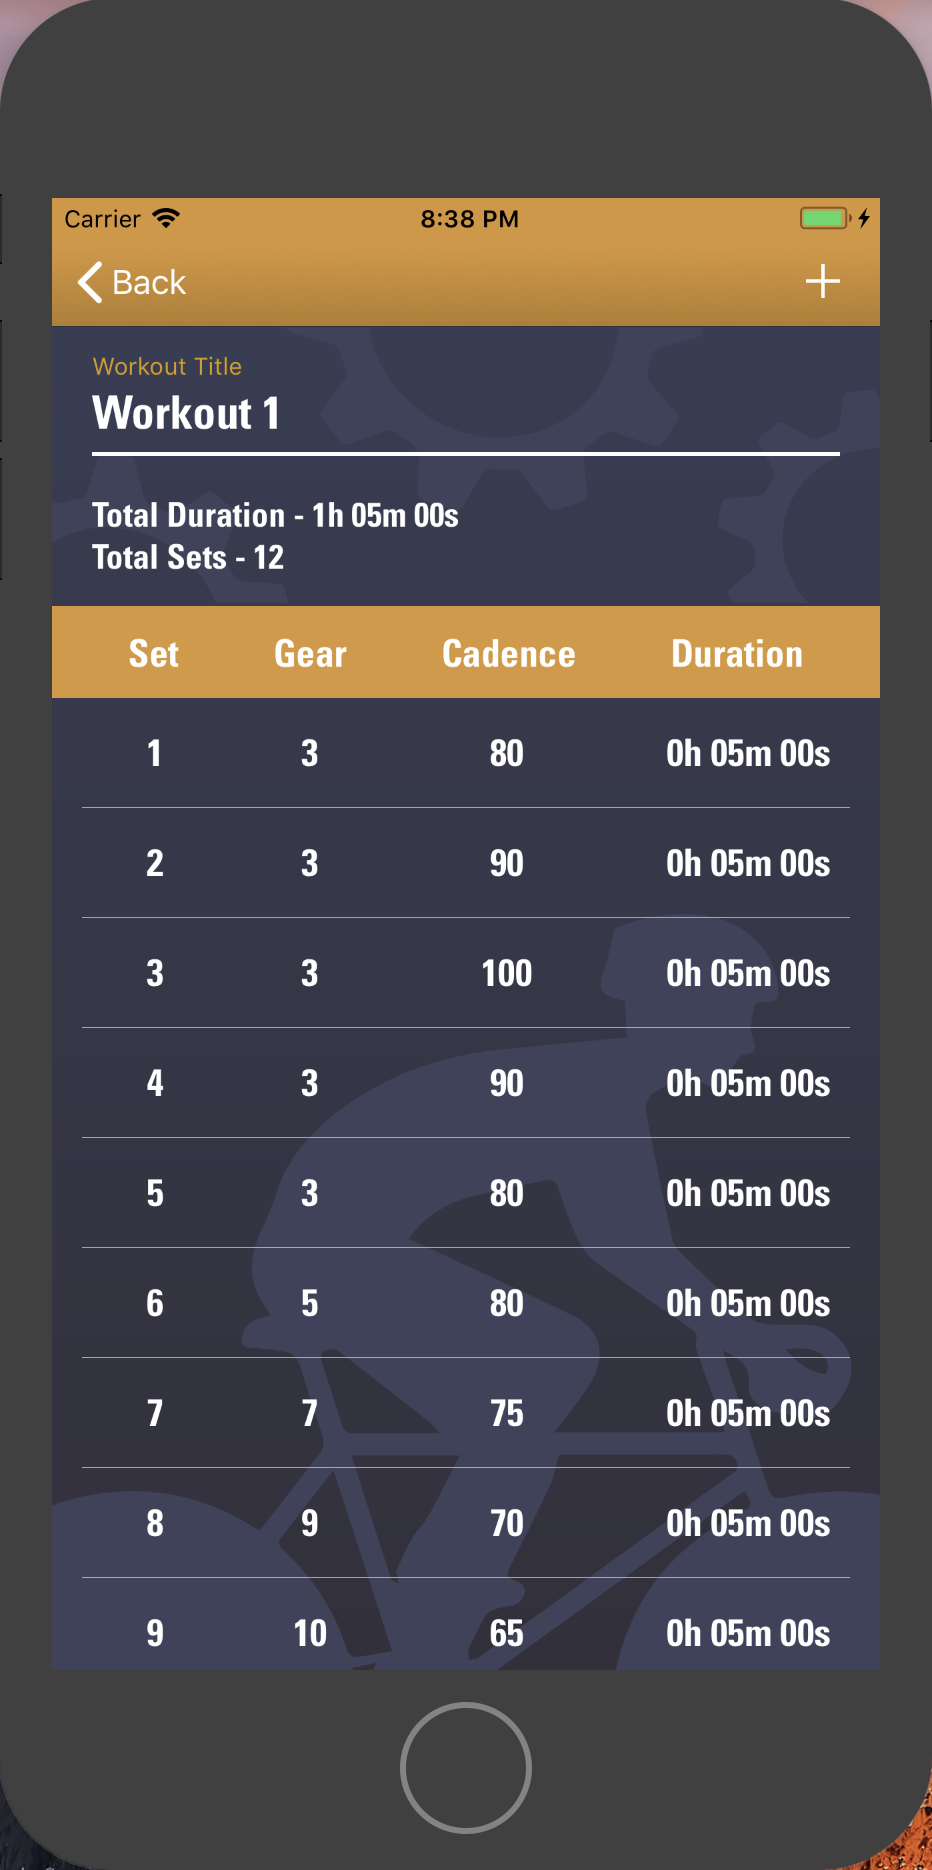 Carrier 8:38 PM
Back +
Workout Title
Workout 1
Total Duration - 1h 05m 00s
Total Sets - 12
Set Gear Cadence Duration
1 3 80 0h 05m 00s
2 3 90 0h 05m 00s
3 3 100 0h 05m 00s
4 3 90 0h 05m 00s
5 3 80 0h 05m 00s
6 5 80 0h 05m 00s
7 7 75 0h 05m 00s
8 9 70 0h 05m 00s
9 10 65 0h 05m 00s